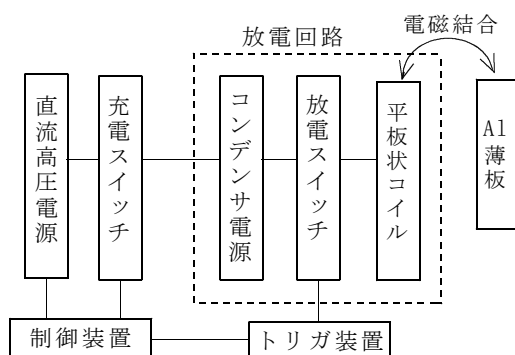 電磁結合
放電回路
直流高圧電源
充電スイッチ
コンデンサ電源
放電スイッチ
平板状コイル
Al薄板
制御装置
トリガ装置